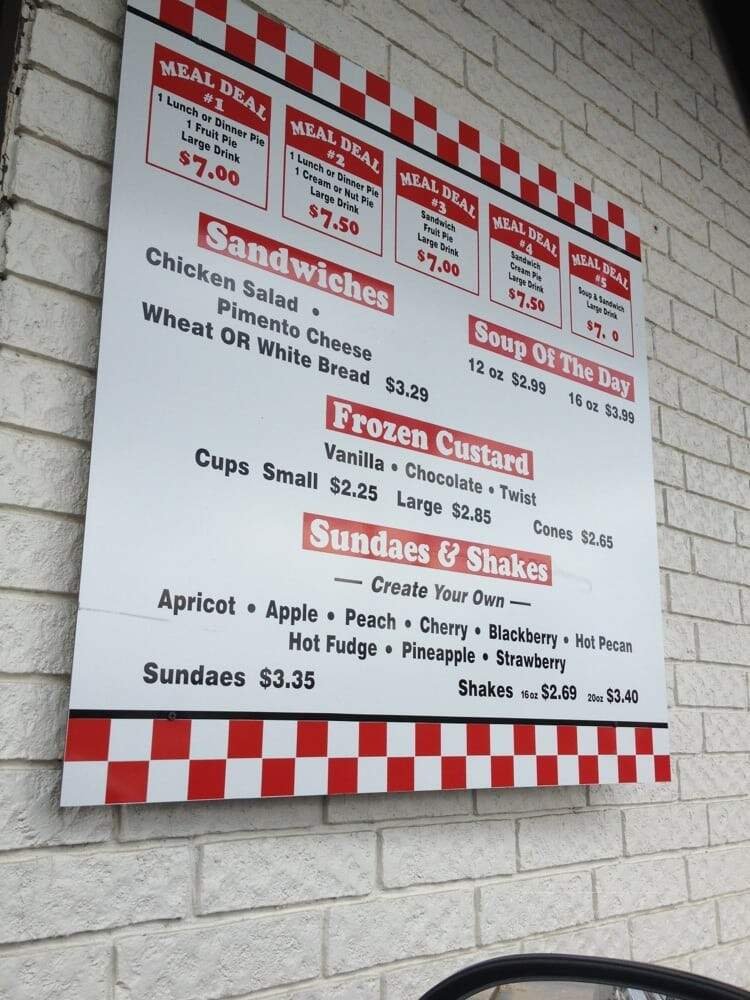 MEAL DEAL
#1
1 Lunch or Dinner Pie
1 Fruit Pie
Large Drink
$7.00
MEAL DEAL
#2
1 Lunch or Dinner Pie
1 Cream or Nut Pie
Large Drink
$7.50
MEAL DEAL
#3
Sandwich
Fruit Pie
Large Drink
$7.00
MEAL DEAL
#4
Sandwich
Cream Pie
Large Drink
$7.50
MEAL DEAL
#5
Soup & Sandwich
Large Drink
$7. 0
Sandwiches
Chicken Salad •
Pimento Cheese
Wheat OR White Bread $3.29
Soup Of The Day
12 oz $2.99 16 oz $3.99
Frozen Custard
Vanilla • Chocolate • Twist
Cups Small $2.25 Large $2.85 Cones $2.65
Sundaes & Shakes
— Create Your Own —
Apricot • Apple • Peach • Cherry • Blackberry • Hot Pecan
Hot Fudge • Pineapple • Strawberry
Sundaes $3.35 Shakes 16oz $2.69 20oz $3.40